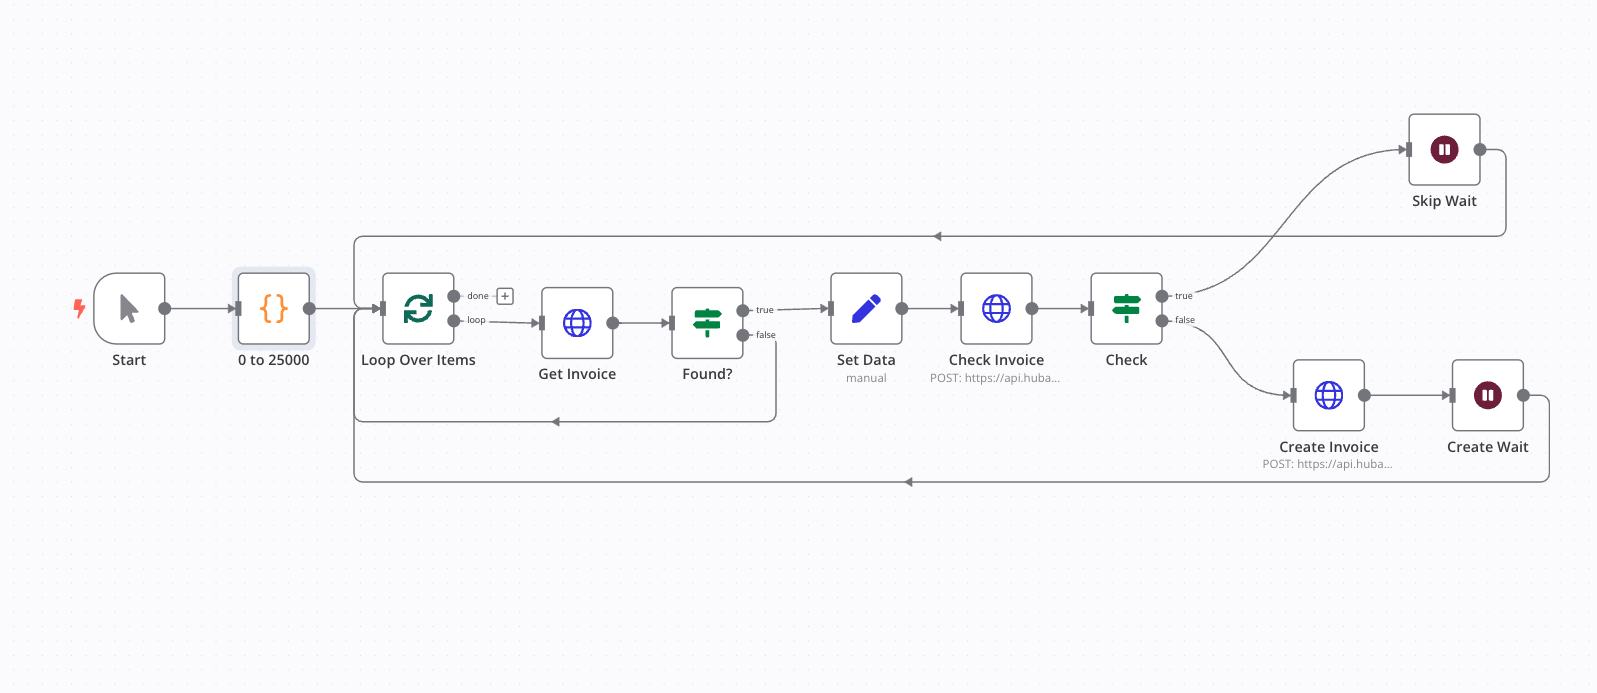 Skip Wait
Start
0 to 25000
Loop Over Items
done
loop
Get Invoice
Found?
true
false
Set Data
manual
Check Invoice
POST: https://api.huba...
Check
true
false
Create Invoice
POST: https://api.huba...
Create Wait